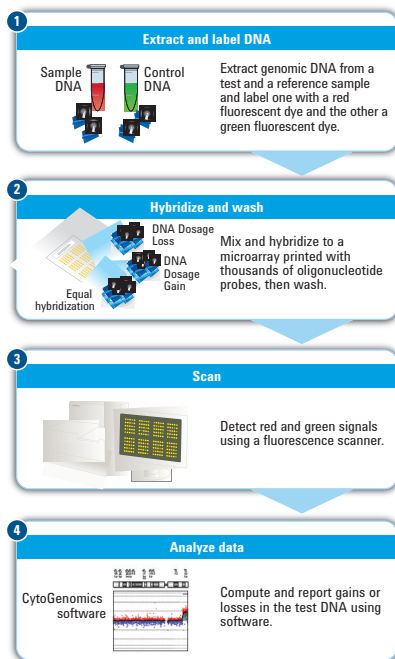 1
Extract and label DNA
Sample
DNA
Control
DNA
Extract genomic DNA from a
test and a reference sample
and label one with a red
fluorescent dye and the other a
green fluorescent dye.
2
Hybridize and wash
DNA Dosage
Loss
DNA
Dosage
Gain
Equal
hybridization
Mix and hybridize to a
microarray printed with
thousands of oligonucleotide
probes, then wash.
3
Scan
Detect red and green signals
using a fluorescence scanner.
4
Analyze data
CytoGenomics
software
Compute and report gains or
losses in the test DNA using
software.